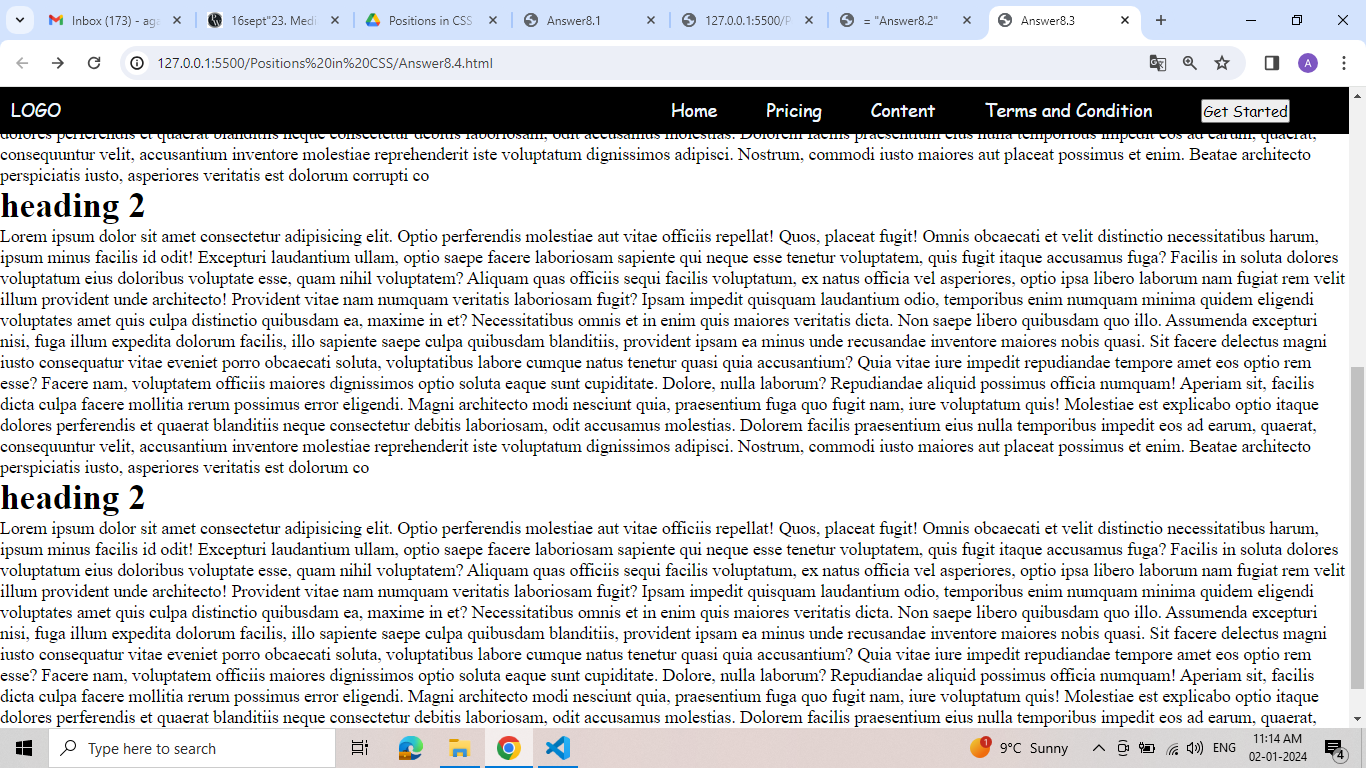 Inbox (173) - aga
16sept"23. Medi
Positions in CSS
Answer8.1
127.0.0.1:5500/P
= "Answer8.2"
Answer8.3
127.0.0.1:5500/Positions%20in%20CSS/Answer8.4.html
A
LOGO Home Pricing Content Terms and Condition Get Started
dolores perferendis et quaerat blanditiis neque consectetur debitis laboriosam, odit accusamus molestias. Dolorem facilis praesentium eius nulla temporibus impedit eos ad earum, quaerat,
consequuntur velit, accusantium inventore molestiae reprehenderit iste voluptatum dignissimos adipisci. Nostrum, commodi iusto maiores aut placeat possimus et enim. Beatae architecto
perspiciatis iusto, asperiores veritatis est dolorum corrupti co
heading 2
Lorem ipsum dolor sit amet consectetur adipisicing elit. Optio perferendis molestiae aut vitae officiis repellat! Quos, placeat fugit! Omnis obcaecati et velit distinctio necessitatibus harum,
ipsum minus facilis id odit! Excepturi laudantium ullam, optio saepe facere laboriosam sapiente qui neque esse tenetur voluptatem, quis fugit itaque accusamus fuga? Facilis in soluta dolores
voluptatum eius doloribus voluptate esse, quam nihil voluptatem? Aliquam quas officiis sequi facilis voluptatum, ex natus officia vel asperiores, optio ipsa libero laborum nam fugiat rem velit
illum provident unde architecto! Provident vitae nam numquam veritatis laboriosam fugit? Ipsam impedit quisquam laudantium odio, temporibus enim numquam minima quidem eligendi
voluptates amet quis culpa distinctio quibusdam ea, maxime in et? Necessitatibus omnis et in enim quis maiores veritatis dicta. Non saepe libero quibusdam quo illo. Assumenda excepturi
nisi, fuga illum expedita dolorum facilis, illo sapiente saepe culpa quibusdam blanditiis, provident ipsam ea minus unde recusandae inventore maiores nobis quasi. Sit facere delectus magni
iusto consequatur vitae eveniet porro obcaecati soluta, voluptatibus labore cumque natus tenetur quasi quia accusantium? Quia vitae iure impedit repudiandae tempore amet eos optio rem
esse? Facere nam, voluptatem officiis maiores dignissimos optio soluta eaque sunt cupiditate. Dolore, nulla laborum? Repudiandae aliquid possimus officia numquam! Aperiam sit, facilis
dicta culpa facere mollitia rerum possimus error eligendi. Magni architecto modi nesciunt quia, praesentium fuga quo fugit nam, iure voluptatum quis! Molestiae est explicabo optio itaque
dolores perferendis et quaerat blanditiis neque consectetur debitis laboriosam, odit accusamus molestias. Dolorem facilis praesentium eius nulla temporibus impedit eos ad earum, quaerat,
consequuntur velit, accusantium inventore molestiae reprehenderit iste voluptatum dignissimos adipisci. Nostrum, commodi iusto maiores aut placeat possimus et enim. Beatae architecto
perspiciatis iusto, asperiores veritatis est dolorum co
heading 2
Lorem ipsum dolor sit amet consectetur adipisicing elit. Optio perferendis molestiae aut vitae officiis repellat! Quos, placeat fugit! Omnis obcaecati et velit distinctio necessitatibus harum,
ipsum minus facilis id odit! Excepturi laudantium ullam, optio saepe facere laboriosam sapiente qui neque esse tenetur voluptatem, quis fugit itaque accusamus fuga? Facilis in soluta dolores
voluptatum eius doloribus voluptate esse, quam nihil voluptatem? Aliquam quas officiis sequi facilis voluptatum, ex natus officia vel asperiores, optio ipsa libero laborum nam fugiat rem velit
illum provident unde architecto! Provident vitae nam numquam veritatis laboriosam fugit? Ipsam impedit quisquam laudantium odio, temporibus enim numquam minima quidem eligendi
voluptates amet quis culpa distinctio quibusdam ea, maxime in et? Necessitatibus omnis et in enim quis maiores veritatis dicta. Non saepe libero quibusdam quo illo. Assumenda excepturi
nisi, fuga illum expedita dolorum facilis, illo sapiente saepe culpa quibusdam blanditiis, provident ipsam ea minus unde recusandae inventore maiores nobis quasi. Sit facere delectus magni
iusto consequatur vitae eveniet porro obcaecati soluta, voluptatibus labore cumque natus tenetur quasi quia accusantium? Quia vitae iure impedit repudiandae tempore amet eos optio rem
esse? Facere nam, voluptatem officiis maiores dignissimos optio soluta eaque sunt cupiditate. Dolore, nulla laborum? Repudiandae aliquid possimus officia numquam! Aperiam sit, facilis
dicta culpa facere mollitia rerum possimus error eligendi. Magni architecto modi nesciunt quia, praesentium fuga quo fugit nam, iure voluptatum quis! Molestiae est explicabo optio itaque
dolores perferendis et quaerat blanditiis neque consectetur debitis laboriosam, odit accusamus molestias. Dolorem facilis praesentium eius nulla temporibus impedit eos ad earum, quaerat,
Type here to search
1
9°C Sunny
ENG
11:14 AM
02-01-2024
4